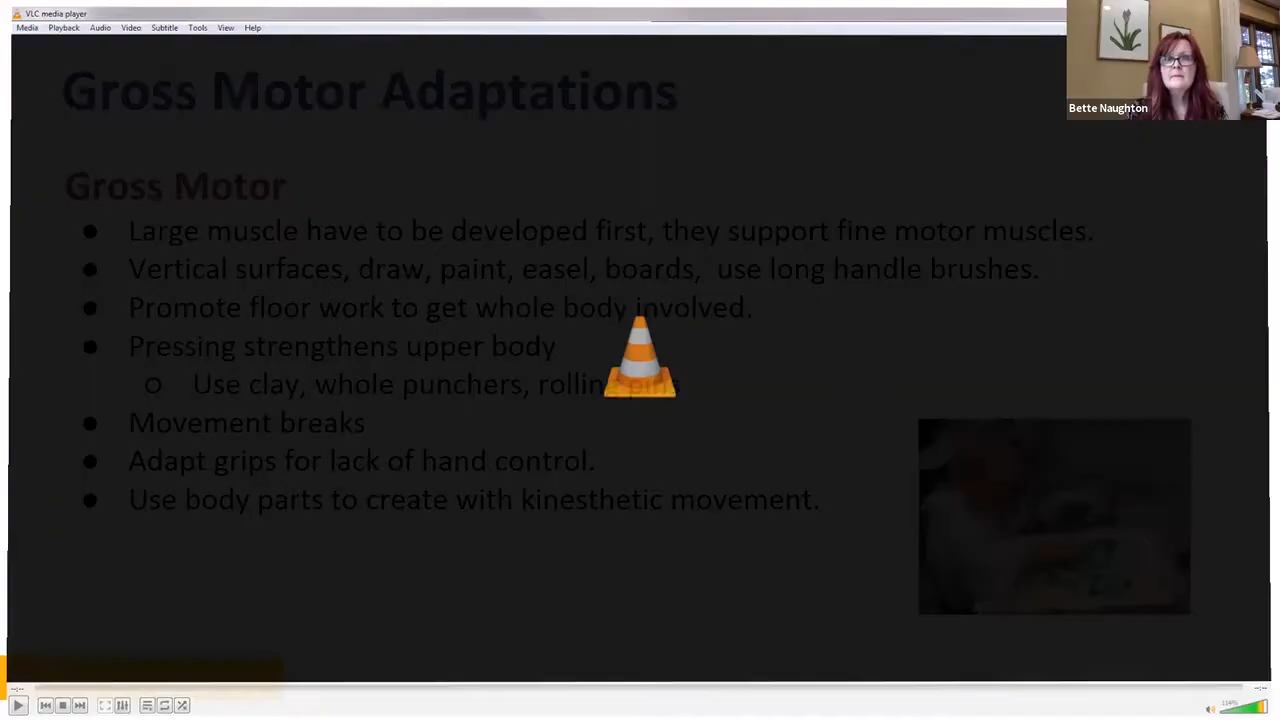 VLC media player
Media Playback Audio Video Subtitle Tools View Help
Bette Naughton
Gross Motor Adaptations
Gross Motor
● Large muscle have to be developed first, they support fine motor muscles.
● Vertical surfaces, draw, paint, easel, boards, use long handle brushes.
● Promote floor work to get whole body involved.
● Pressing strengthens upper body
○ Use clay, whole punchers, rolling pins
● Movement breaks
● Adapt grips for lack of hand control.
● Use body parts to create with kinesthetic movement.
--:-- --:--
114%